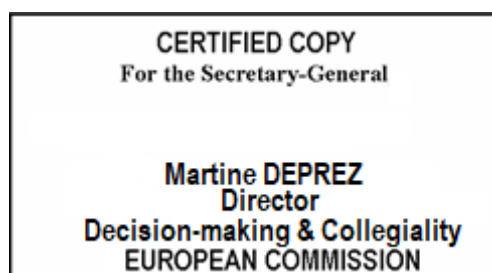 CERTIFIED COPY
For the Secretary-General
Martine DEPREZ
Director
Decision-making & Collegiality
EUROPEAN COMMISSION